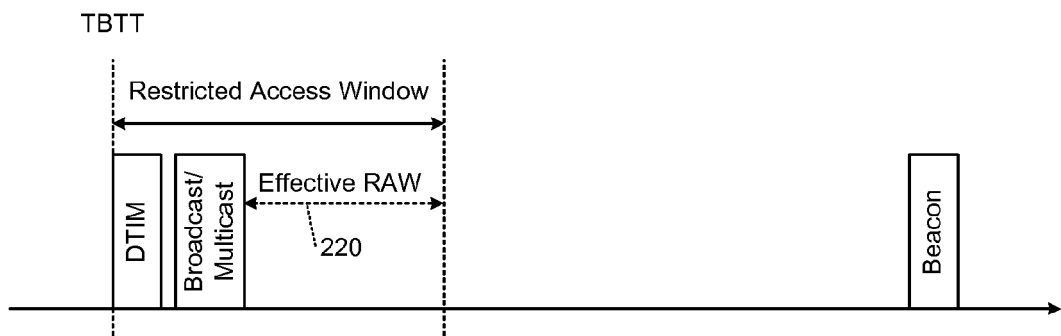 TBTT
Restricted Access Window
DTIM
Broadcast/
Multicast
Effective RAW
220
Beacon